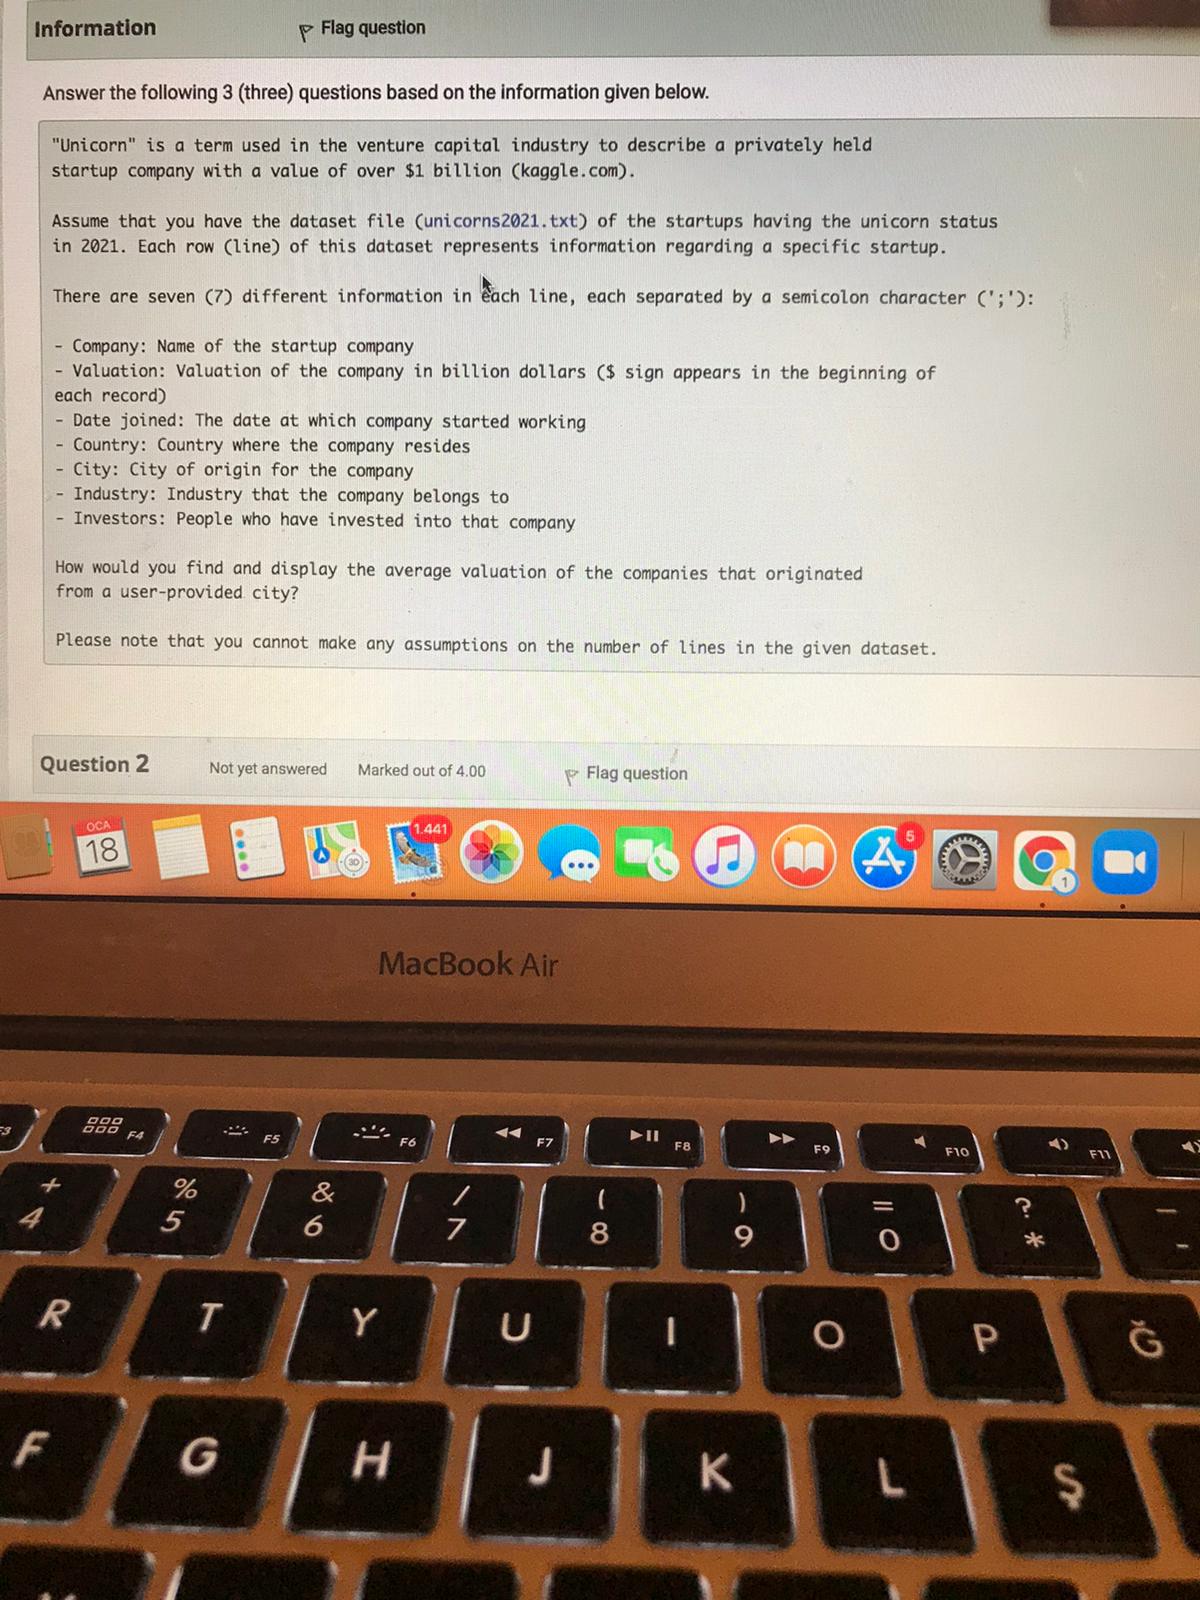 Information
Flag question
Answer the following 3 (three) questions based on the information given below.
"Unicorn" is a term used in the venture capital industry to describe a privately held
startup company with a value of over $1 billion (kaggle.com).
Assume that you have the dataset file (unicorns2021.txt) of the startups having the unicorn status
in 2021. Each row (line) of this dataset represents information regarding a specific startup.
There are seven (7) different information in each line, each separated by a semicolon character (';'):
- Company: Name of the startup company
- Valuation: Valuation of the company in billion dollars ($ sign appears in the beginning of
each record)
- Date joined: The date at which company started working
- Country: Country where the company resides
- City: City of origin for the company
- Industry: Industry that the company belongs to
- Investors: People who have invested into that company
How would you find and display the average valuation of the companies that originated
from a user-provided city?
Please note that you cannot make any assumptions on the number of lines in the given dataset.
Question 2
Not yet answered
Marked out of 4.00
Flag question
OCA
18
3D
1.441
5
1
MacBook Air
F3
F4
F5
F6
F7
F8
F9
F10
F11
+ 4
% 5
& 6
/ 7
( 8
) 9
= 0
? *
_ -
R T Y U I O P Ğ
F G H J K L Ş